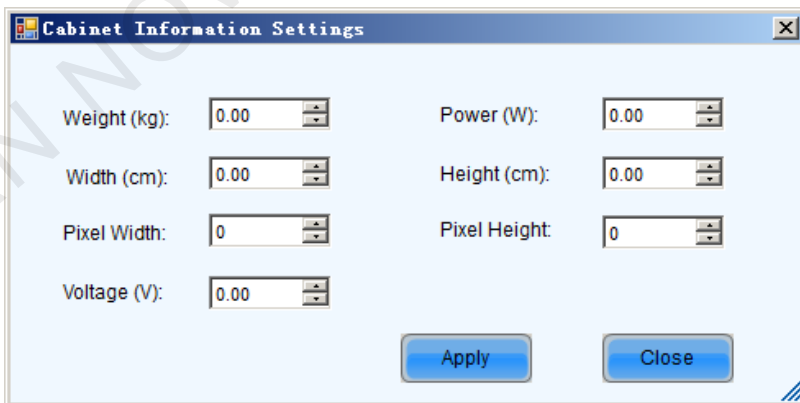 Cabinet Information Settings
Weight (kg): 0.00 Power (W): 0.00
Width (cm): 0.00 Height (cm): 0.00
Pixel Width: 0 Pixel Height: 0
Voltage (V): 0.00
Apply Close